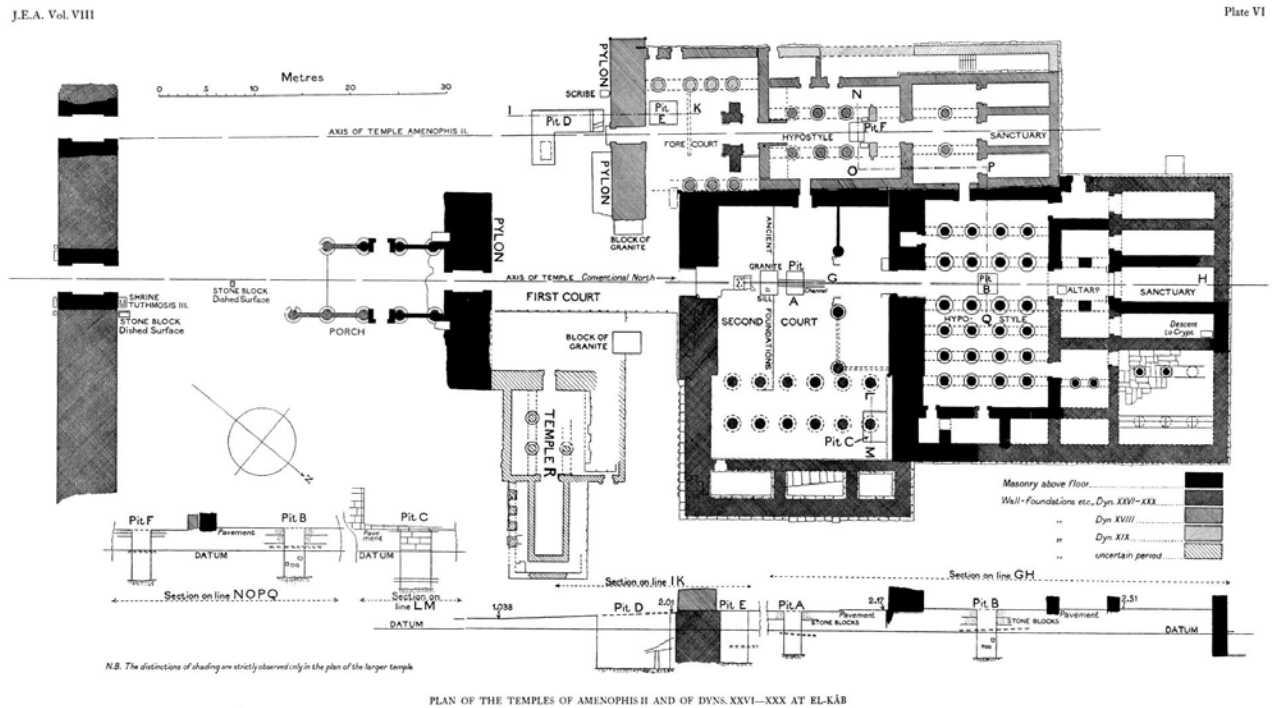 J.E.A. Vol. VIII
Plate VI
Metres
0 5 10 20 30
PYLON
SCRIBE
I
Pit D
Pit
E
K
N
AXIS OF TEMPLE AMENOPHIS II.
FORE COURT
HYPOSTYLE
Pit F
SANCTUARY
O
P
PYLON
BLOCK OF
GRANITE
PYLON
ANCIENT
FOUNDATIONS
AXIS OF TEMPLE Conventional North
FIRST COURT
GRANITE
SILL
Pit
A
G
Channel
SECOND COURT
Pit
B
HYPO-STYLE
Q
ALTAR?
SANCTUARY
H
Descent
to Crypt
STONE BLOCK
Dished Surface
SHRINE
TUTHMOSIS III.
STONE BLOCK
Dished Surface
PORCH
BLOCK OF
GRANITE
TEMPLE R
L
Pit C
M
N
Masonry above floor
Wall-foundations etc., Dyn. XXVI-XXX
,, Dyn XVIII
,, Dyn. XIX
,, uncertain period
Pit F
Pavement
Pit B
DATUM
Pave
ment
Pit C
DATUM
Section on line NOPQ
Section on
line LM
Section on line IK
Section on line GH
1.038
Pit D
2.01
Pit E
Pit A
Pavement
STONE BLOCKS
2.17
Pit B
STONE BLOCKS
Pavement
2.51
DATUM
DATUM
N.B. The distinctions of shading are strictly observed only in the plan of the larger temple
PLAN OF THE TEMPLES OF AMENOPHIS II AND OF DYNS. XXVI—XXX AT EL-KÂB